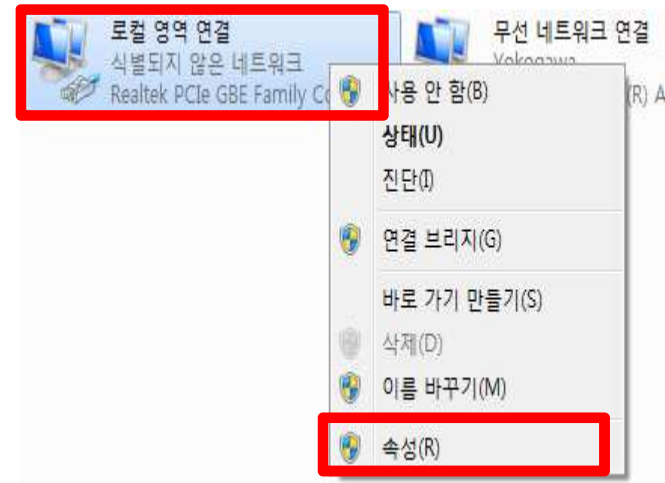 로컬 영역 연결
식별되지 않은 네트워크
Realtek PCIe GBE Family
무선 네트워크 연결
Yokogawa
(R) A
사용 안 함(B)
상태(U)
진단(I)
연결 브리지(G)
바로 가기 만들기(S)
삭제(D)
이름 바꾸기(M)
속성(R)